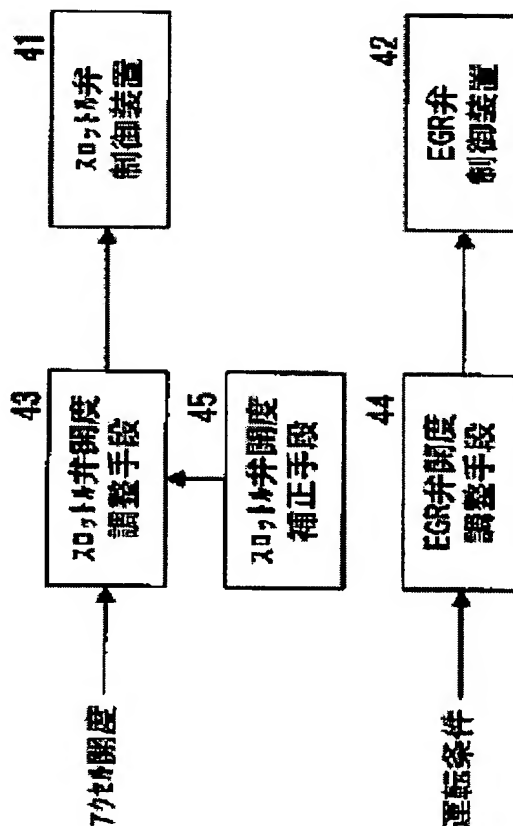 アクセル開度
43
スロットル弁開度
調整手段
41
スロットル弁
制御装置
45
スロットル弁開度
補正手段
運転条件
44
EGR弁開度
調整手段
42
EGR弁
制御装置